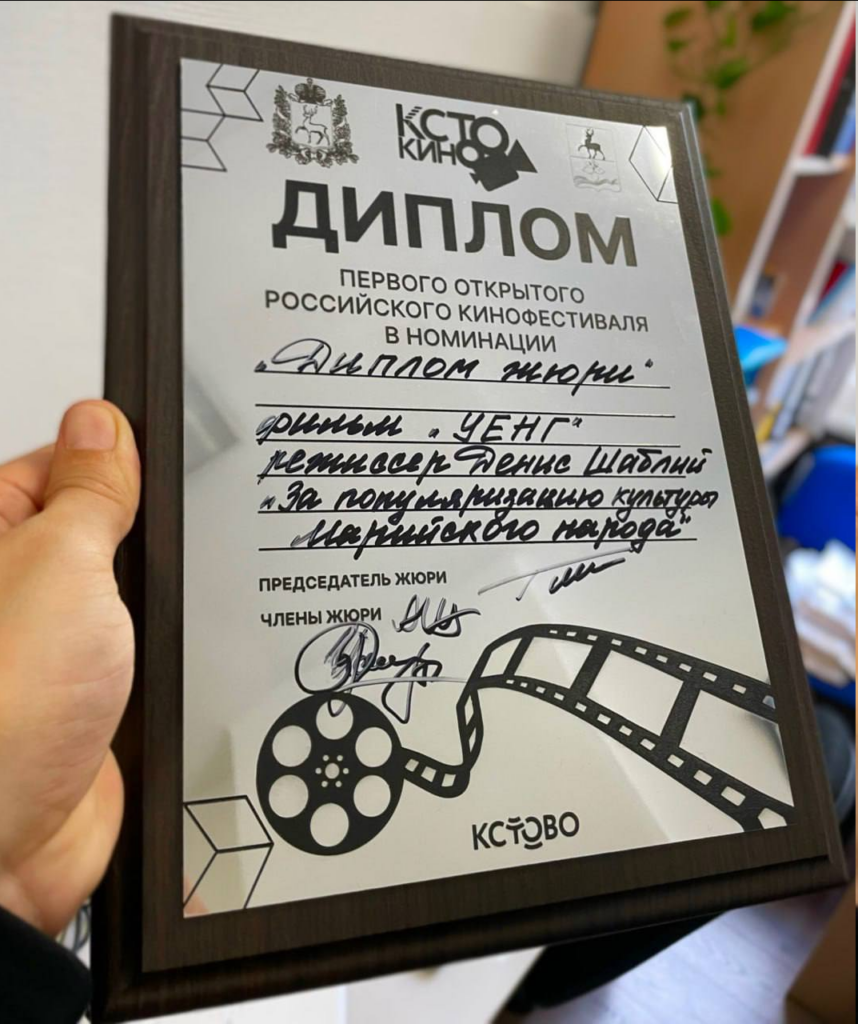 КСТО
КИНО
ДИПЛОМ
ПЕРВОГО ОТКРЫТОГО
РОССИЙСКОГО КИНОФЕСТИВАЛЯ
В НОМИНАЦИИ
„Диплом жюри"
фильм „УЕНГ"
режиссер Денис Шаблий
„За популяризацию культуры
Марийского народа"
ПРЕДСЕДАТЕЛЬ ЖЮРИ
ЧЛЕНЫ ЖЮРИ
КСТОВО